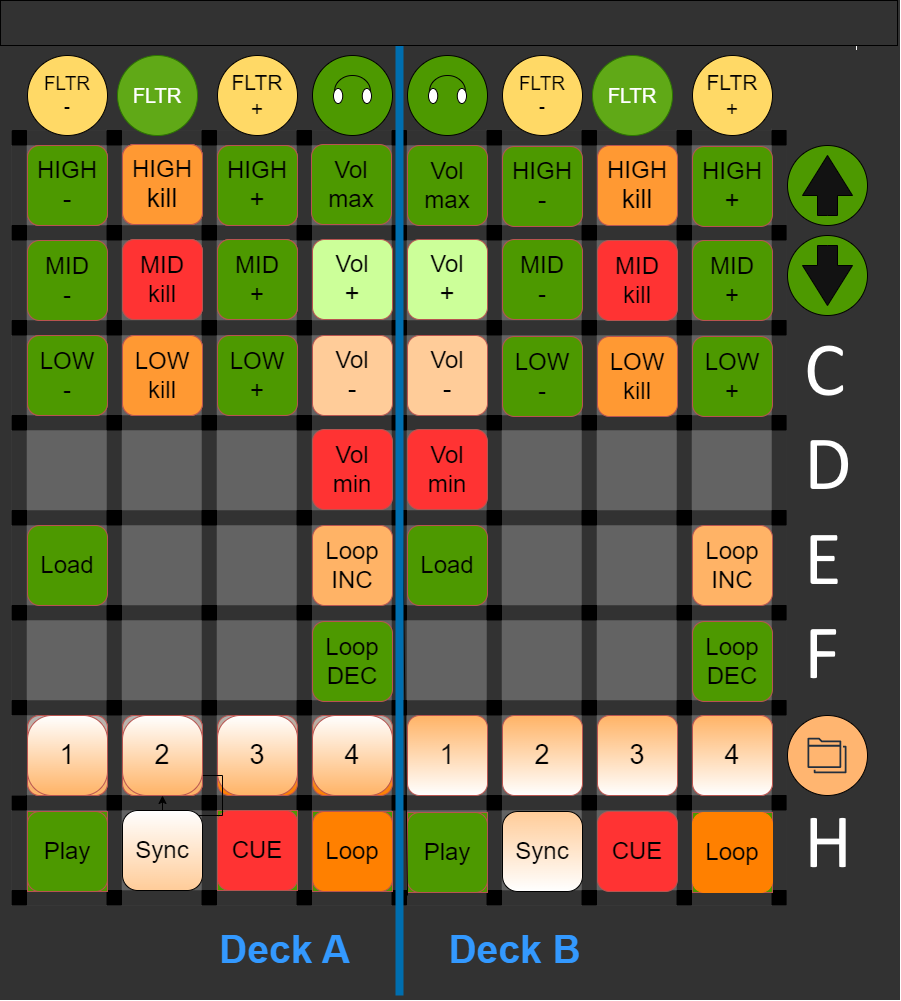 FLTR
-
FLTR
FLTR
+
FLTR
-
FLTR
FLTR
+
HIGH
-
HIGH
kill
HIGH
+
Vol
max
Vol
max
HIGH
-
HIGH
kill
HIGH
+
MID
-
MID
kill
MID
+
Vol
+
Vol
+
MID
-
MID
kill
MID
+
LOW
-
LOW
kill
LOW
+
Vol
-
Vol
-
LOW
-
LOW
kill
LOW
+
C
Vol
min
Vol
min
D
Load
Loop
INC
Load
Loop
INC
E
Loop
DEC
Loop
DEC
F
1
2
3
4
1
2
3
4
Play
Sync
CUE
Loop
Play
Sync
CUE
Loop
H
Deck A
Deck B